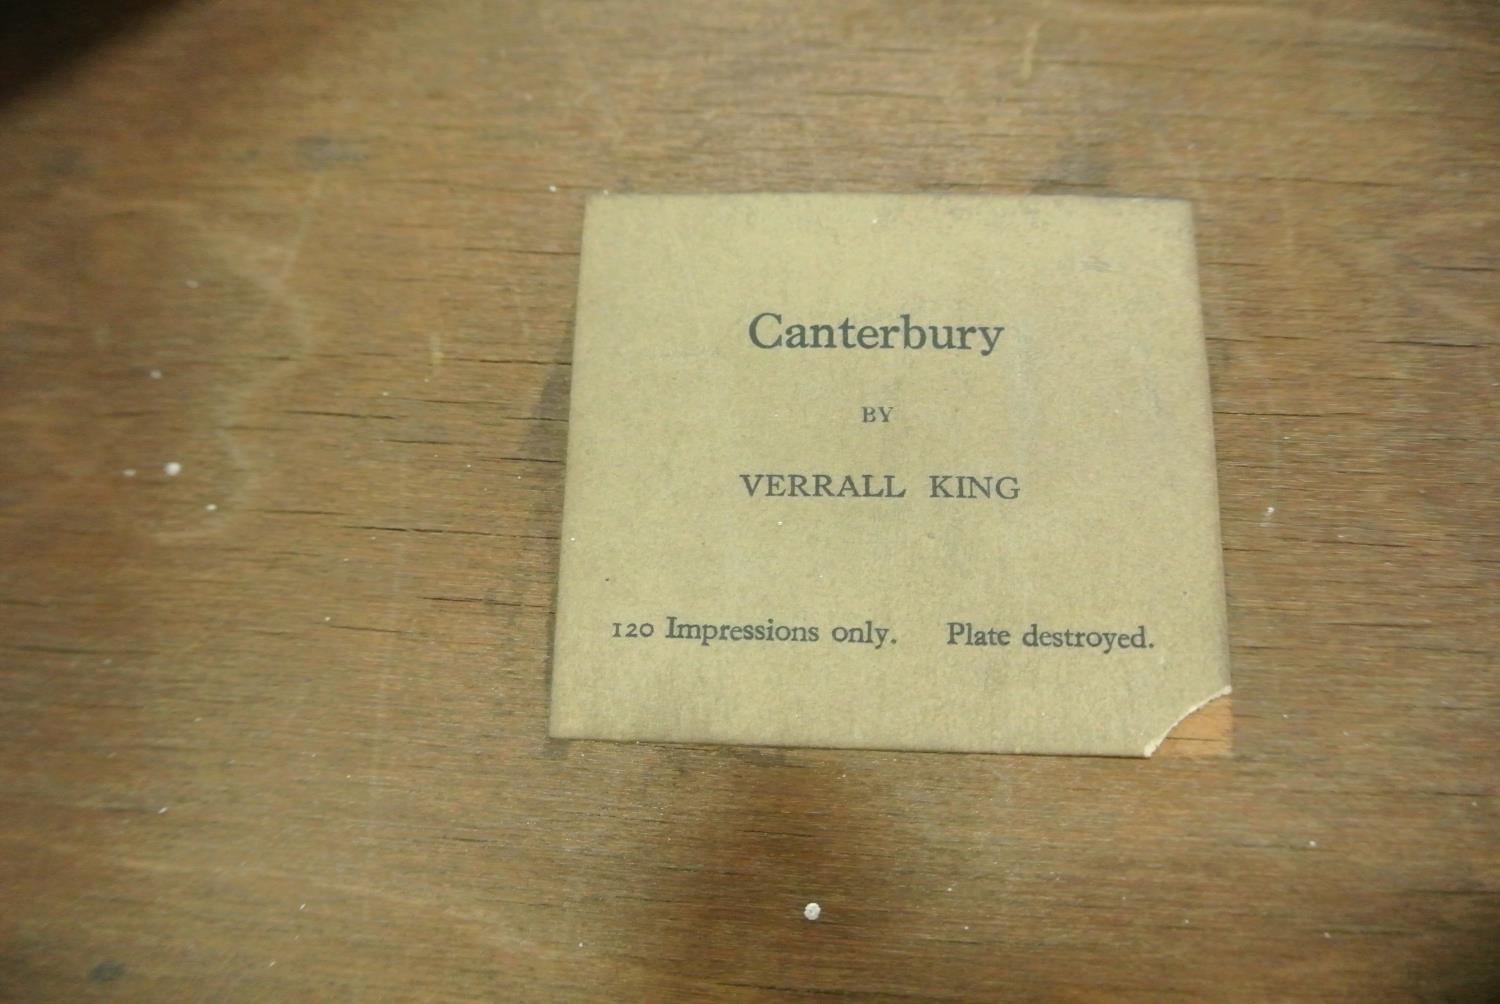 Canterbury
BY
VERRALL KING
120 Impressions only. Plate destroyed.